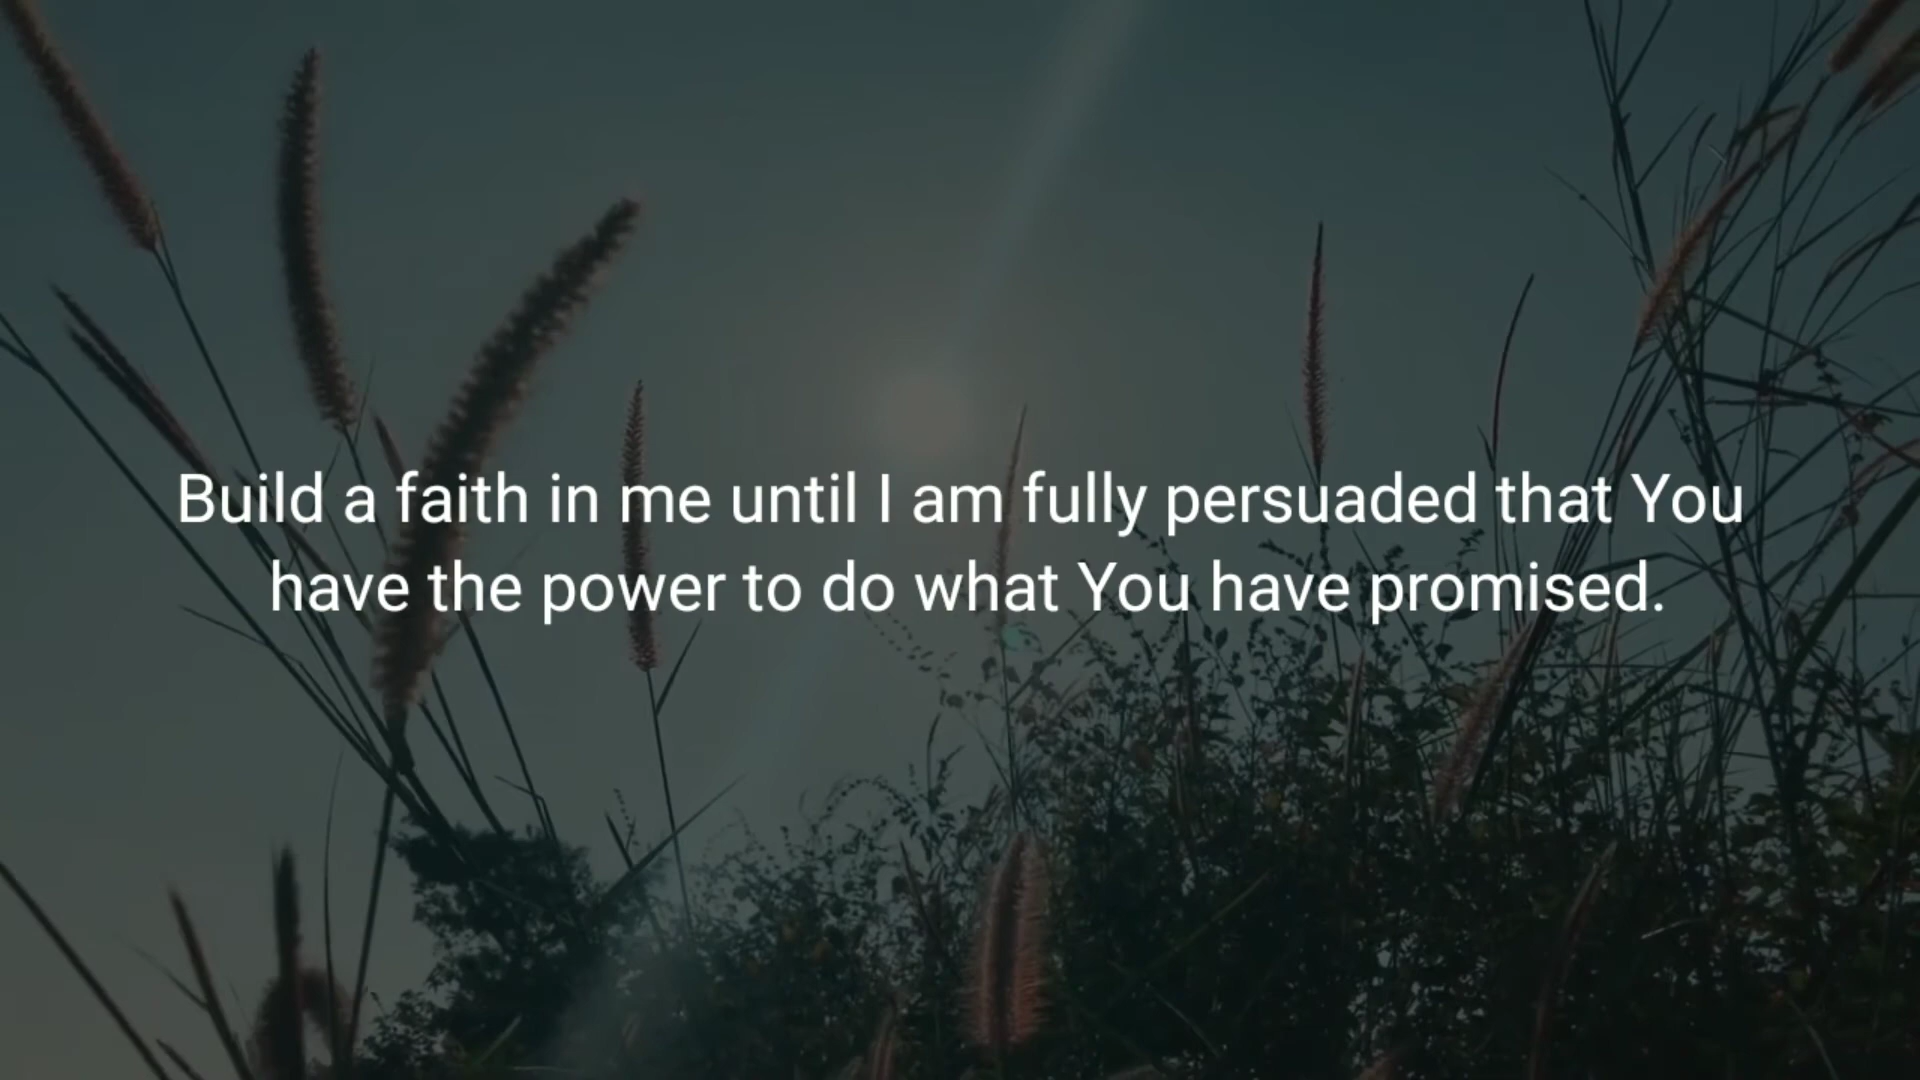 Build a faith in me until I am fully persuaded that You
have the power to do what You have promised.